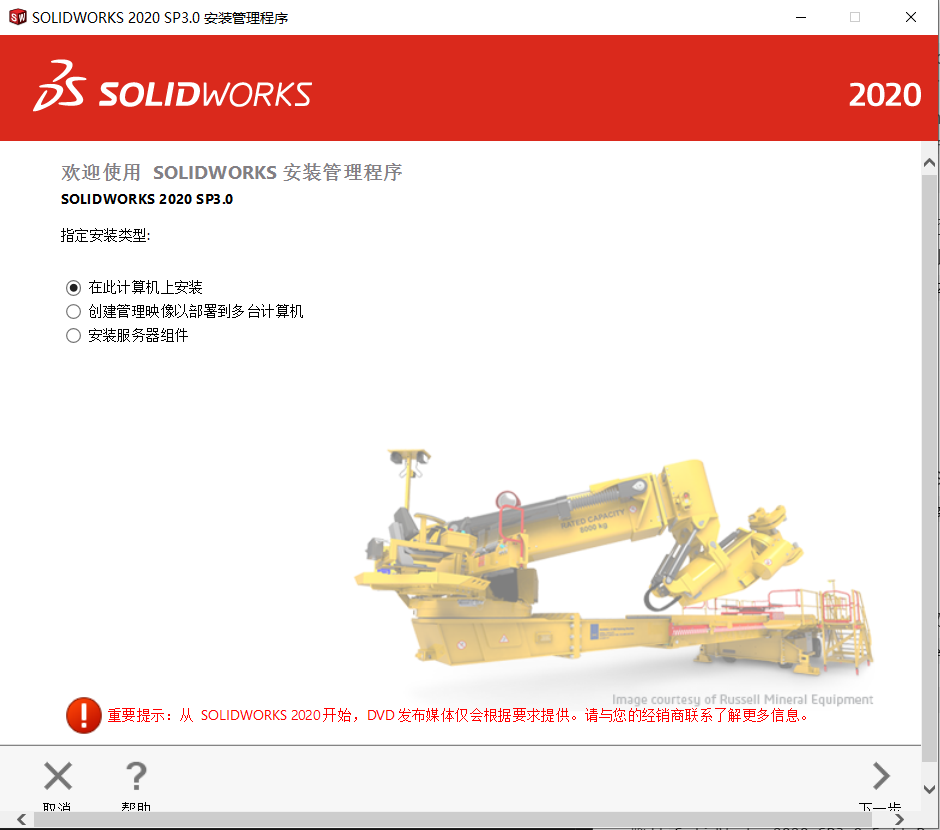 SOLIDWORKS 2020 SP3.0 安装管理程序
SOLIDWORKS
2020
欢迎使用 SOLIDWORKS 安装管理程序
SOLIDWORKS 2020 SP3.0
指定安装类型:
在此计算机上安装
创建管理映像以部署到多台计算机
安装服务器组件
RATED CAPACITY
6000 kg
Image courtesy of Russell Mineral Equipment
重要提示：从 SOLIDWORKS 2020开始，DVD 发布媒体仅会根据要求提供。请与您的经销商联系了解更多信息。
取消
帮助
下一步